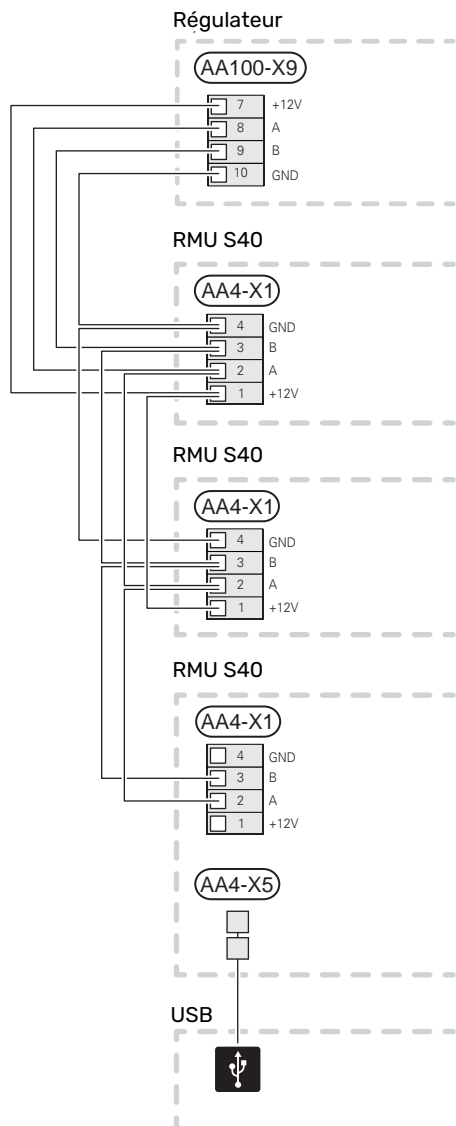 Régulateur
AA100-X9
7 +12V
8 A
9 B
10 GND
RMU S40
AA4-X1
4 GND
3 B
2 A
1 +12V
RMU S40
AA4-X1
4 GND
3 B
2 A
1 +12V
RMU S40
AA4-X1
4 GND
3 B
2 A
1 +12V
AA4-X5
USB